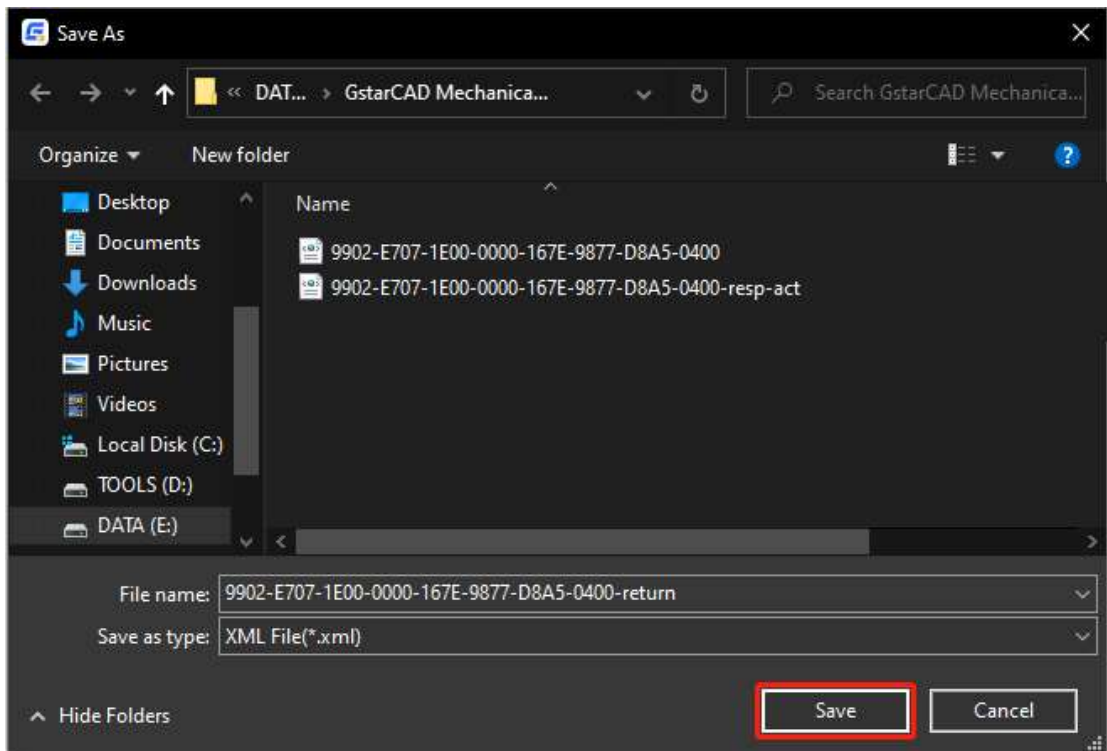 Save As
« DAT... › GstarCAD Mechanica...
Search GstarCAD Mechanica...
Organize
New folder
?
Desktop
Documents
Downloads
Music
Pictures
Videos
Local Disk (C:)
TOOLS (D:)
DATA (E:)
Name
9902-E707-1E00-0000-167E-9877-D8A5-0400
9902-E707-1E00-0000-167E-9877-D8A5-0400-resp-act
File name: 9902-E707-1E00-0000-167E-9877-D8A5-0400-return
Save as type: XML File(*.xml)
Hide Folders
Save
Cancel